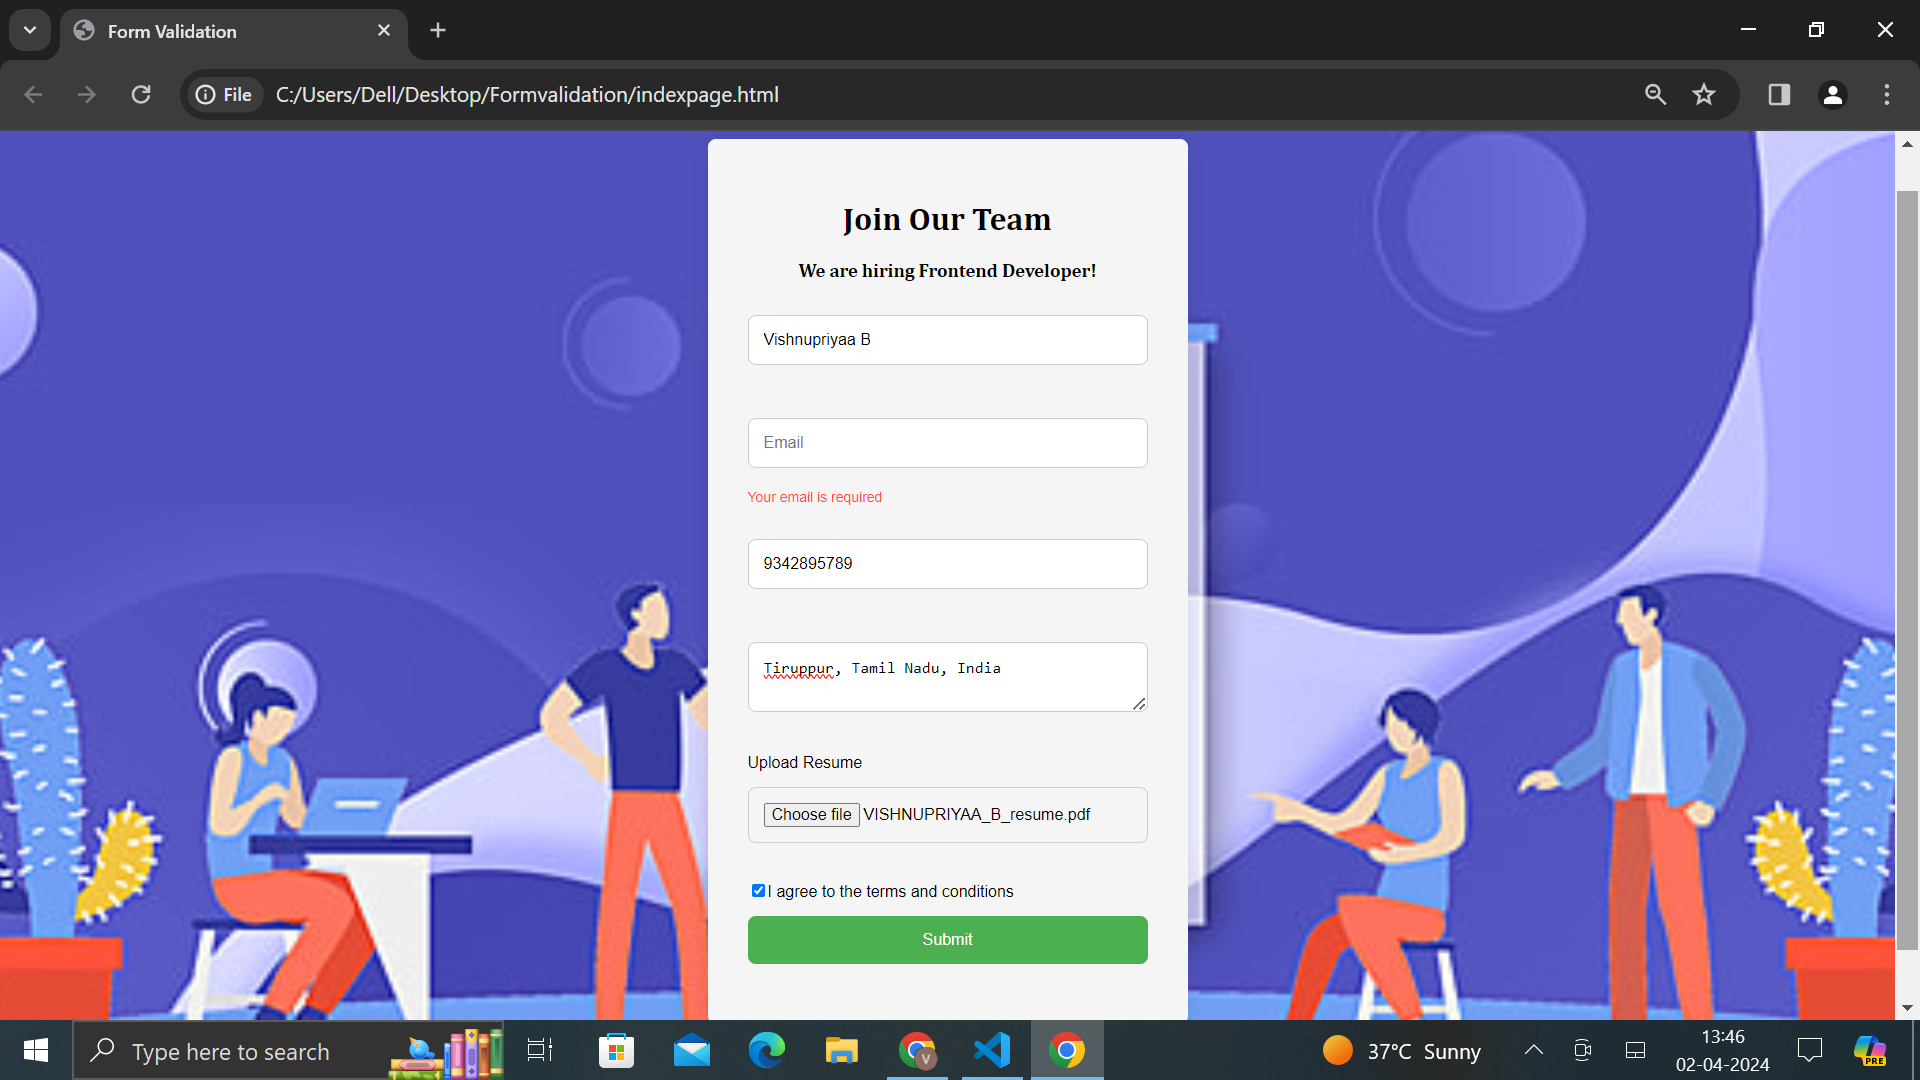 Form Validation
File
C:/Users/Dell/Desktop/Formvalidation/indexpage.html
Join Our Team
We are hiring Frontend Developer!
Vishnupriyaa B
Email
Your email is required
9342895789
Tiruppur, Tamil Nadu, India
Upload Resume
Choose file VISHNUPRIYAA_B_resume.pdf
I agree to the terms and conditions
Submit
Type here to search
V
37°C Sunny
13:46
02-04-2024
PRE